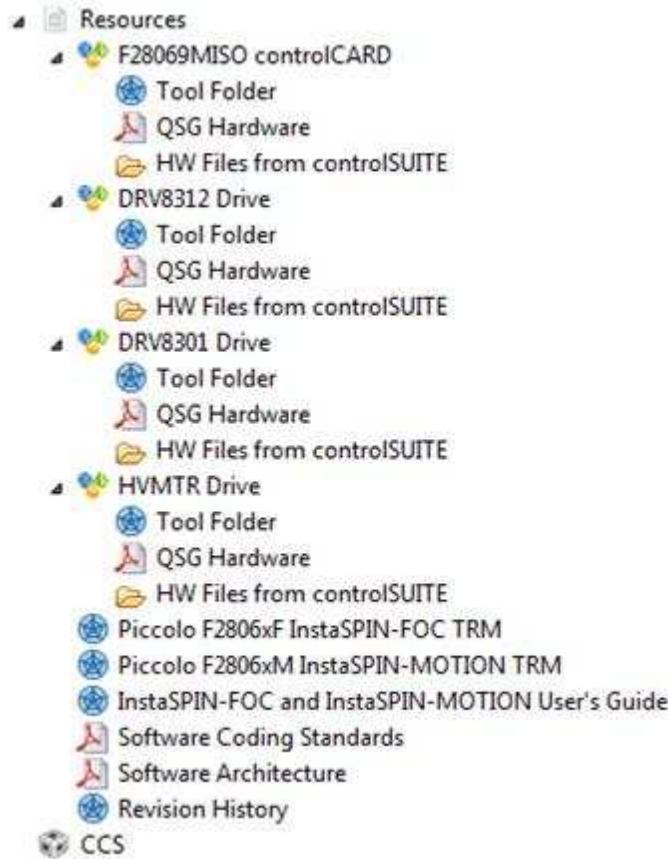 Resources
F28069MISO controlCARD
Tool Folder
QSG Hardware
HW Files from controlSUITE
DRV8312 Drive
Tool Folder
QSG Hardware
HW Files from controlSUITE
DRV8301 Drive
Tool Folder
QSG Hardware
HW Files from controlSUITE
HVMTR Drive
Tool Folder
QSG Hardware
HW Files from controlSUITE
Piccolo F2806xF InstaSPIN-FOC TRM
Piccolo F2806xM InstaSPIN-MOTION TRM
InstaSPIN-FOC and InstaSPIN-MOTION User's Guide
Software Coding Standards
Software Architecture
Revision History
CCS